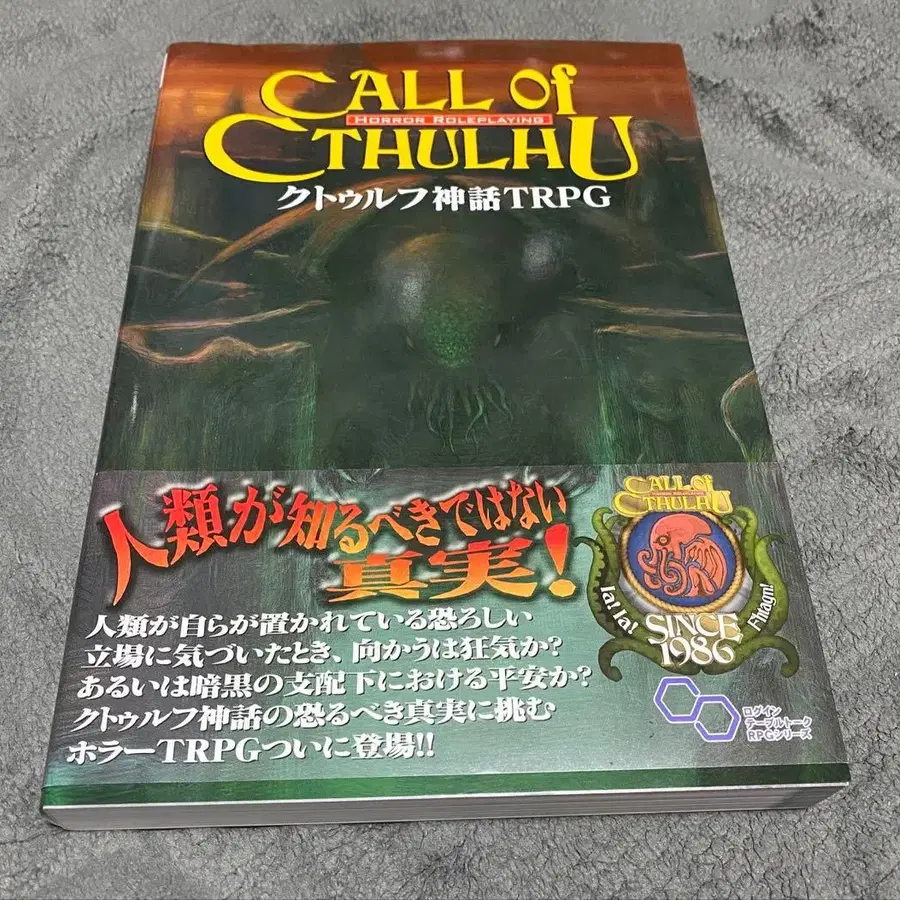 CALL of
HORROR ROLEPLAYING
CTHULHU
クトゥルフ神話TRPG
人類が知るべきではない
真実!
人類が自らが置かれている恐ろしい
立場に気づいたとき、向かうは狂気か?
あるいは暗黒の支配下における平安か?
クトゥルフ神話の恐るべき真実に挑む
ホラーTRPGついに登場!!
CALL of
HORROR ROLEPLAYING
CTHULHU
Ia! Ia!
Fhtagn!
SINCE
1986
ログイン
テーブルトーク
RPGシリーズ